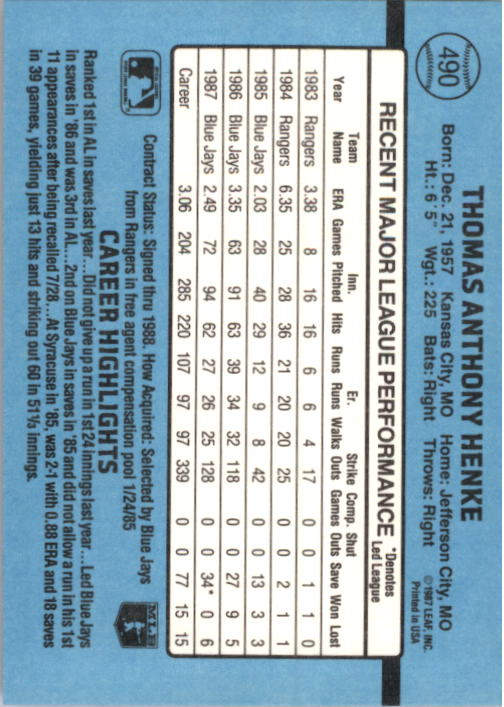 490
THOMAS ANTHONY HENKE
Born: Dec. 21, 1957 Kansas City, MO Home: Jefferson City, MO
Ht.: 6' 5" Wgt.: 225 Bats: Right Throws: Right
©1987 LEAF, INC.
Printed in USA
RECENT MAJOR LEAGUE PERFORMANCE
*Denotes
Led League
Team Inn. Er. Strike Comp. Shut
Year Name ERA Games Pitched Hits Runs Runs Walks Outs Games Outs Save Won Lost
1983 Rangers 3.38 8 16 16 6 6 4 17 0 0 1 1 0
1984 Rangers 6.35 25 28 36 21 20 20 25 0 0 2 1 1
1985 Blue Jays 2.03 28 40 29 12 9 8 42 0 0 13 3 3
1986 Blue Jays 3.35 63 91 63 39 34 32 118 0 0 27 9 5
1987 Blue Jays 2.49 72 94 62 27 26 25 128 0 0 34* 0 6
Career 3.06 204 285 220 107 97 97 339 0 0 77 15 15
Contract Status: Signed thru 1988. How Acquired: Selected by Blue Jays
from Rangers in free agent compensation pool 1/24/85
MLB
CAREER HIGHLIGHTS
Ranked 1st in AL in saves last year...Did not give up a run in 1st 24 innings last year...Led Blue Jays
in saves in '86 and was 3rd in AL...2nd on Blue Jays in saves in '85 and did not allow a run in his 1st
11 appearances after being recalled 7/28...At Syracuse in '85, was 2-1 with 0.88 ERA and 18 saves
in 39 games, yielding just 13 hits and striking out 60 in 51⅓ innings.